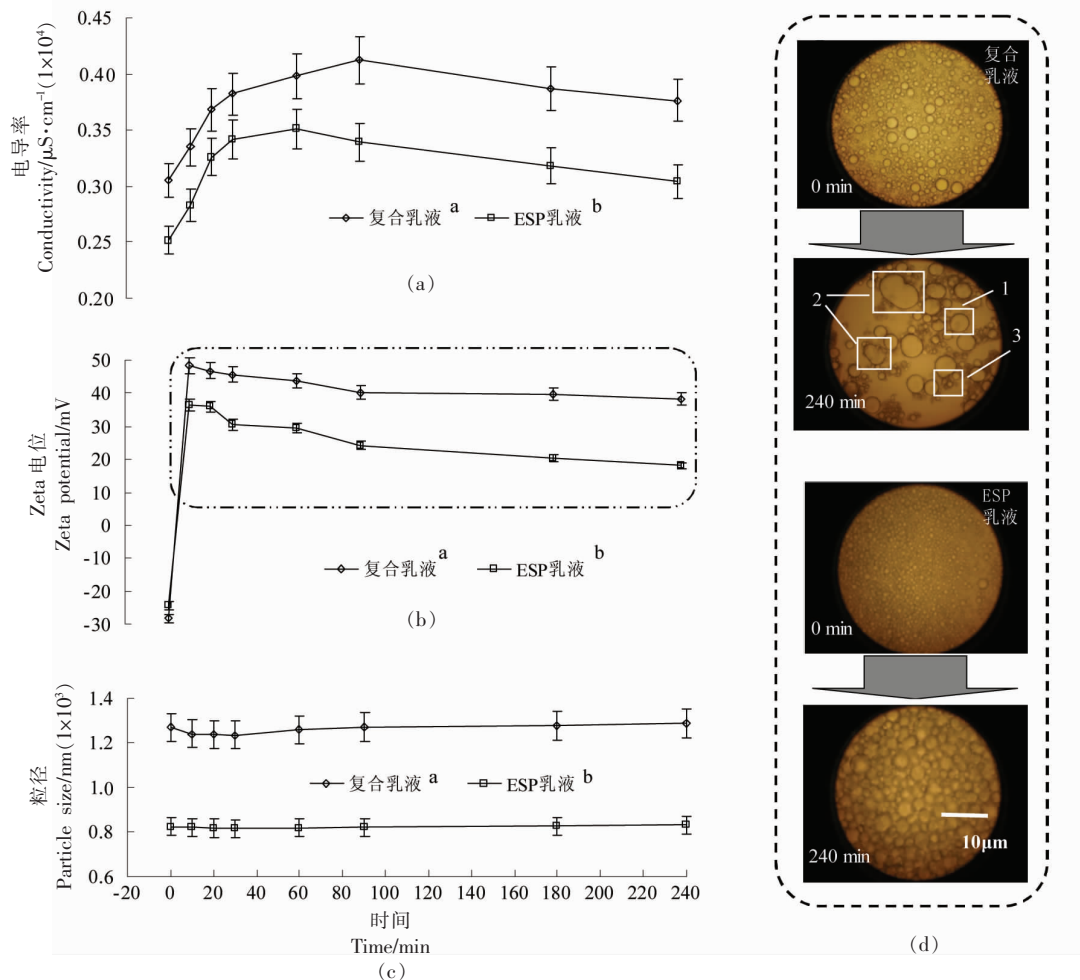 电导率
Conductivity/μS·cm⁻¹(1×10⁴)
0.45
0.40
0.35
0.30
0.25
0.20
复合乳液 a
ESP乳液 b
(a)
Zeta 电位
Zeta potential/mV
50
40
30
20
10
0
-10
-20
-30
复合乳液 a
ESP乳液 b
(b)
粒径
Particle size/nm(1×10³)
1.4
1.2
1.0
0.8
0.6
复合乳液 a
ESP乳液 b
-20 0 20 40 60 80 100 120 140 160 180 200 220 240
时间
Time/min
(c)
复合
乳液
0 min
2
1
3
240 min
ESP
乳液
0 min
10μm
240 min
(d)